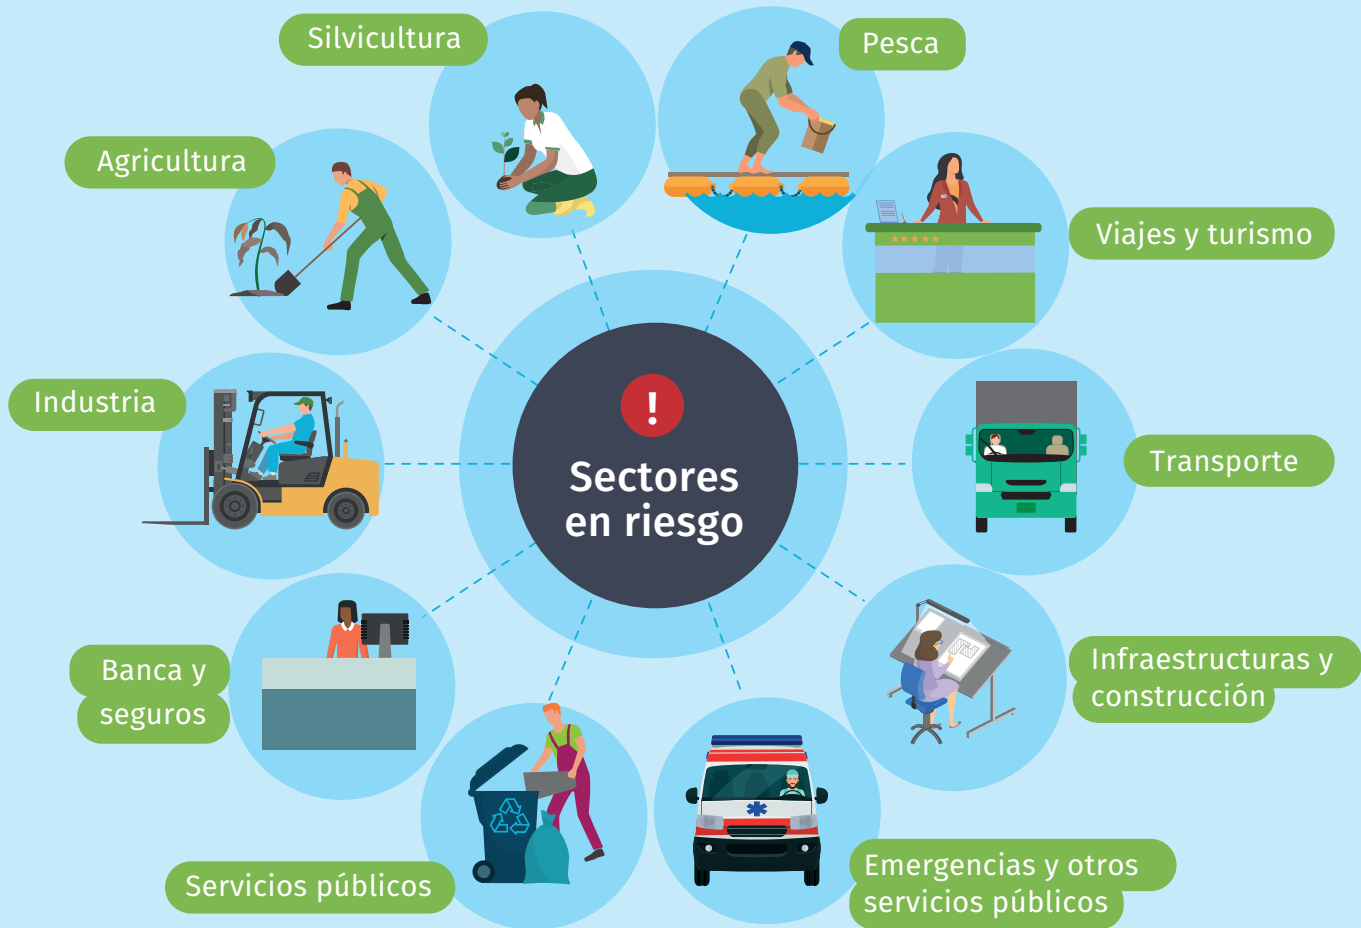 Silvicultura
Pesca
Agricultura
Viajes y turismo
Industria
!
Sectores
en riesgo
Transporte
Banca y
seguros
Infraestructuras y
construcción
Servicios públicos
Emergencias y otros
servicios públicos